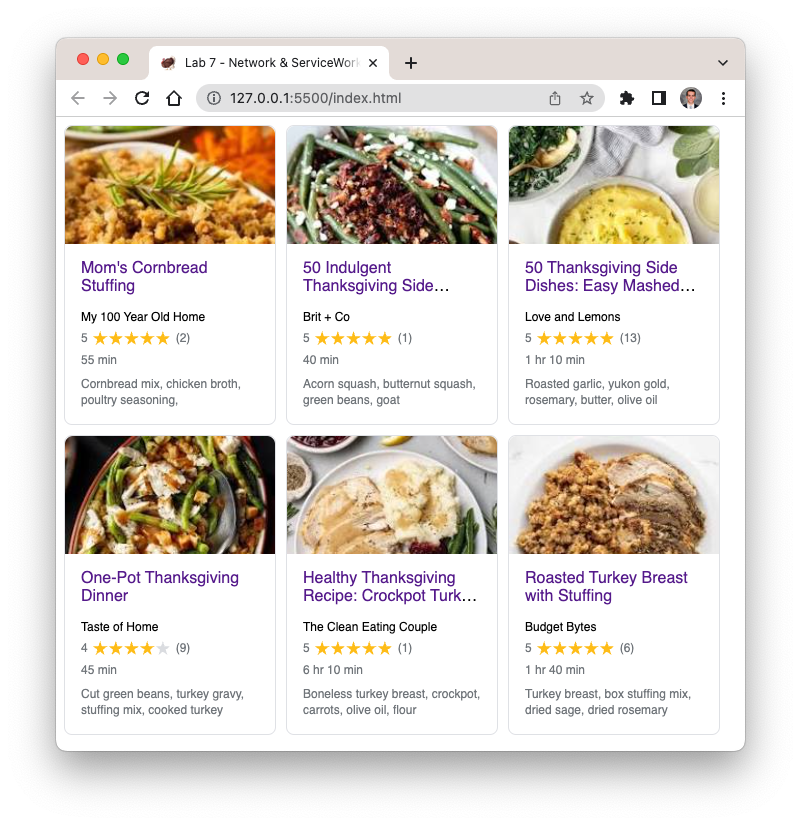 Lab 7 - Network & ServiceWor
127.0.0.1:5500/index.html
Mom's Cornbread
Stuffing
My 100 Year Old Home
5 ★★★★★ (2)
55 min
Cornbread mix, chicken broth,
poultry seasoning,
50 Indulgent
Thanksgiving Side…
Brit + Co
5 ★★★★★ (1)
40 min
Acorn squash, butternut squash,
green beans, goat
50 Thanksgiving Side
Dishes: Easy Mashed…
Love and Lemons
5 ★★★★★ (13)
1 hr 10 min
Roasted garlic, yukon gold,
rosemary, butter, olive oil
One-Pot Thanksgiving
Dinner
Taste of Home
4 ★★★★★ (9)
45 min
Cut green beans, turkey gravy,
stuffing mix, cooked turkey
Healthy Thanksgiving
Recipe: Crockpot Turk…
The Clean Eating Couple
5 ★★★★★ (1)
6 hr 10 min
Boneless turkey breast, crockpot,
carrots, olive oil, flour
Roasted Turkey Breast
with Stuffing
Budget Bytes
5 ★★★★★ (6)
1 hr 40 min
Turkey breast, box stuffing mix,
dried sage, dried rosemary